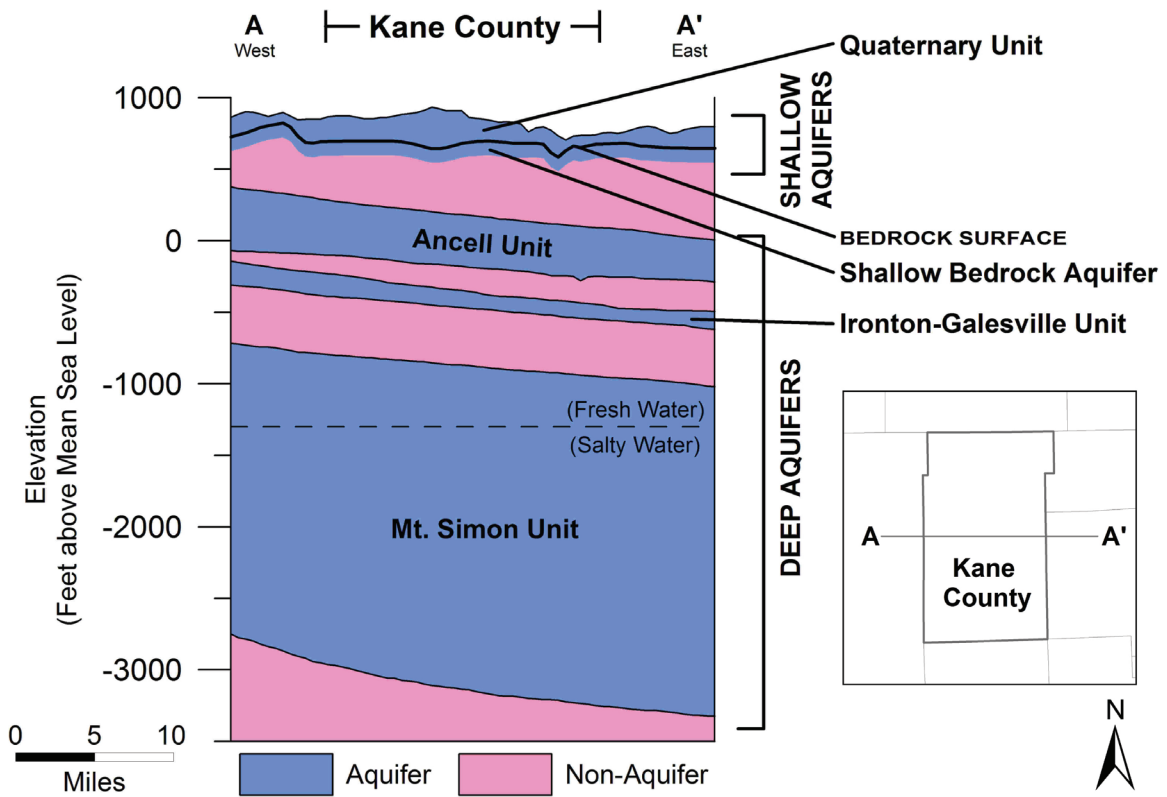 A
West
Kane County
A'
East
Quaternary Unit
SHALLOW
AQUIFERS
BEDROCK SURFACE
Shallow Bedrock Aquifer
Ironton-Galesville Unit
DEEP AQUIFERS
Elevation
(Feet above Mean Sea Level)
1000
0
-1000
-2000
-3000
Ancell Unit
(Fresh Water)
(Salty Water)
Mt. Simon Unit
A
A'
Kane
County
N
0 5 10
Miles
Aquifer
Non-Aquifer